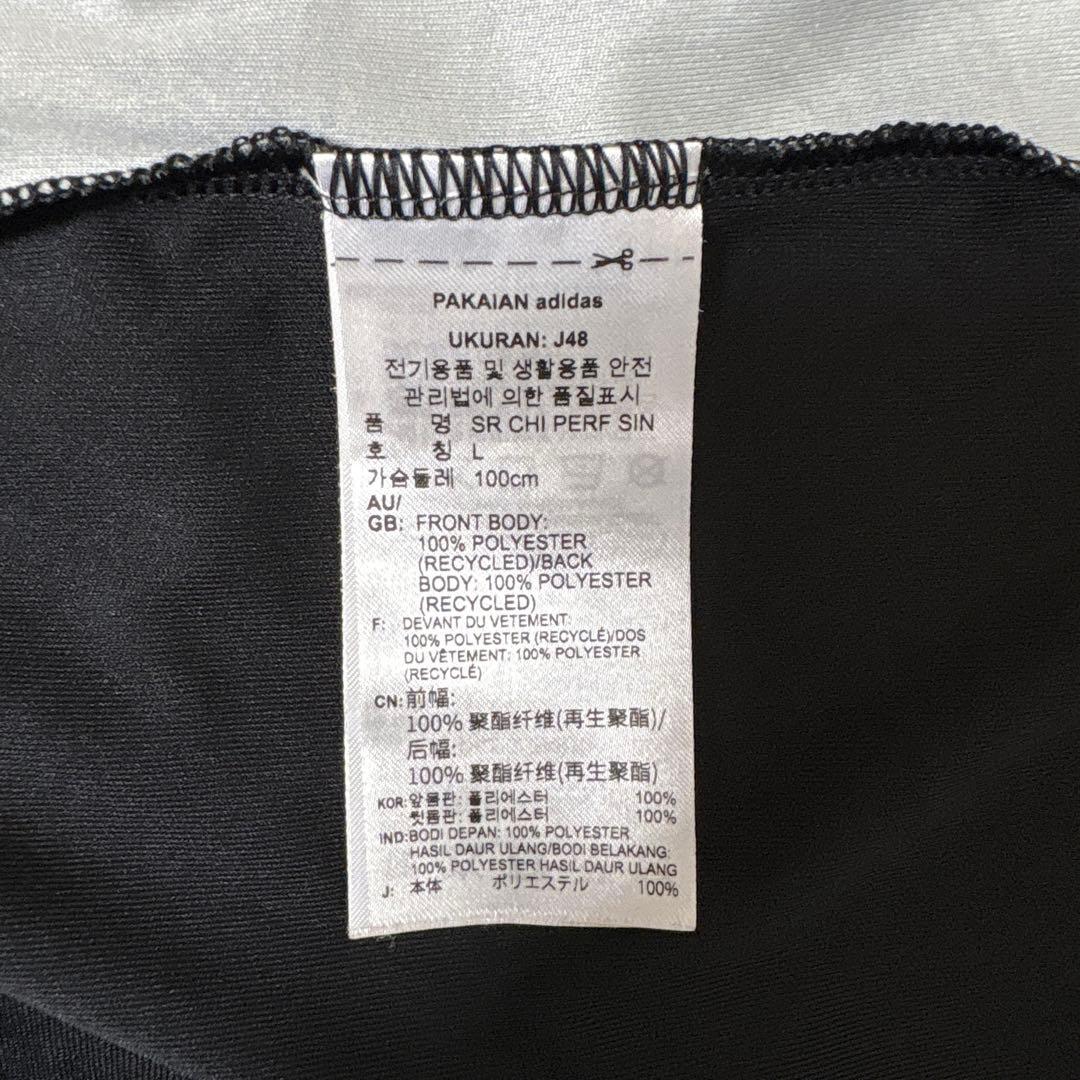 PAKAIAN adidas
UKURAN: J48
전기용품 및 생활용품 안전
관리법에 의한 품질표시
품 명 SR CHI PERF SIN
호 칭 L
가슴둘레 100cm
AU/
GB: FRONT BODY:
100% POLYESTER
(RECYCLED)/BACK
BODY: 100% POLYESTER
(RECYCLED)
F: DEVANT DU VETEMENT:
100% POLYESTER (RECYCLÉ)/DOS
DU VÊTEMENT: 100% POLYESTER
(RECYCLÉ)
CN: 前幅:
100% 聚酯纤维(再生聚酯)/
后幅:
100% 聚酯纤维(再生聚酯)
KOR: 앞몸판: 폴리에스터 100%
뒷몸판: 폴리에스터 100%
IND: BODI DEPAN: 100% POLYESTER
HASIL DAUR ULANG/BODI BELAKANG:
100% POLYESTER HASIL DAUR ULANG
J: 本体 ポリエステル 100%